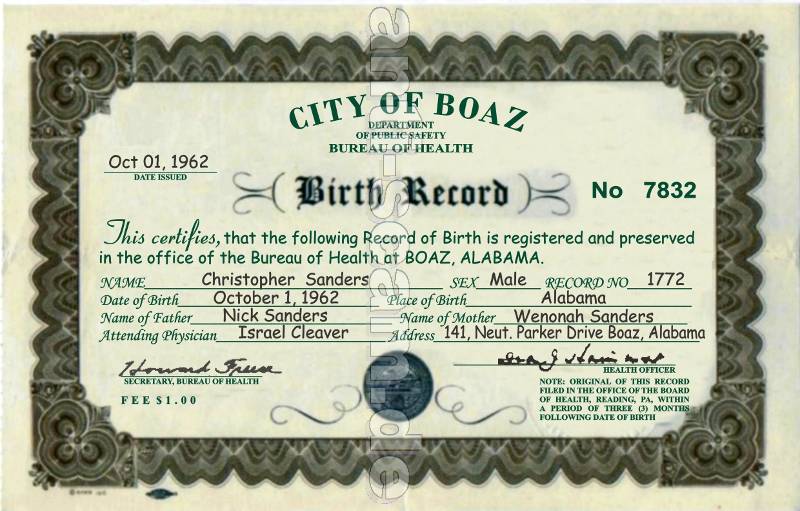 CITY OF BOAZ
DEPARTMENT
OF PUBLIC SAFETY
BUREAU OF HEALTH
Oct 01, 1962
DATE ISSUED
Birth Record
No 7832
This certifies, that the following Record of Birth is registered and preserved
in the office of the Bureau of Health at BOAZ, ALABAMA.
NAME Christopher Sanders SEX Male RECORD NO 1772
Date of Birth October 1, 1962 Place of Birth Alabama
Name of Father Nick Sanders Name of Mother Wenonah Sanders
Attending Physician Israel Cleaver Address 141, Neut. Parker Drive Boaz, Alabama
Howard
SECRETARY, BUREAU OF HEALTH
HEALTH OFFICER
FEE $1.00
NOTE: ORIGINAL OF THIS RECORD
FILED IN THE OFFICE OF THE BOARD
OF HEALTH, READING, PA, WITHIN
A PERIOD OF THREE (3) MONTHS
FOLLOWING DATE OF BIRTH